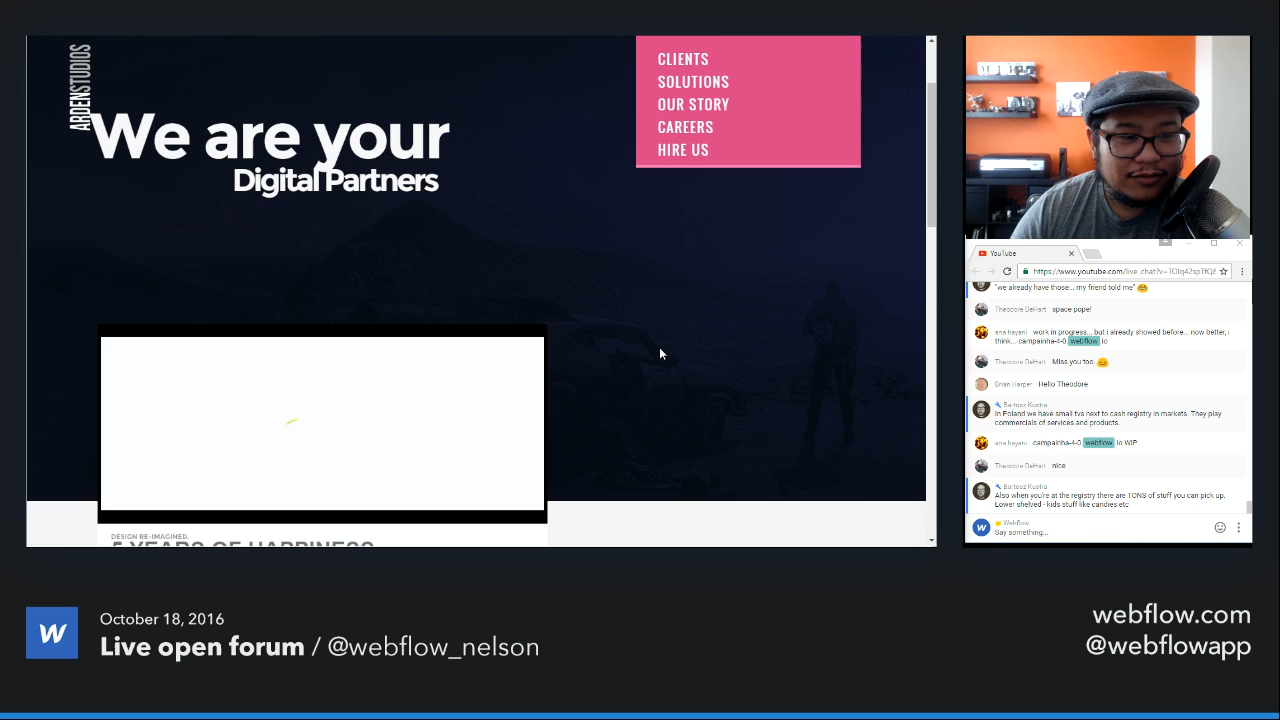 ARDENSTUDIOS
We are your
Digital Partners
CLIENTS
SOLUTIONS
OUR STORY
CAREERS
HIRE US
DESIGN RE-IMAGINED.
5 YEARS OF HAPPINESS
YouTube
"we already have those... my friend told me"
Theodore DeHart space pope!
ana hayani work in progress... but i already showed before... now better, i
think... campainha-4-0.webflow.io
Theodore DeHart Miss you too.
Brian Harper Hello Theodore
Bartosz Kustra
In Poland we have small tvs next to cash registry in markets. They play
commercials of services and products.
ana hayani campainha-4-0.webflow.io WIP
Theodore DeHart nice
Bartosz Kustra
Also when you're at the registry there are TONS of stuff you can pick up.
Lower shelved - kids stuff like candies etc
Webflow
Say something...
October 18, 2016
Live open forum / @webflow_nelson
webflow.com
@webflowapp